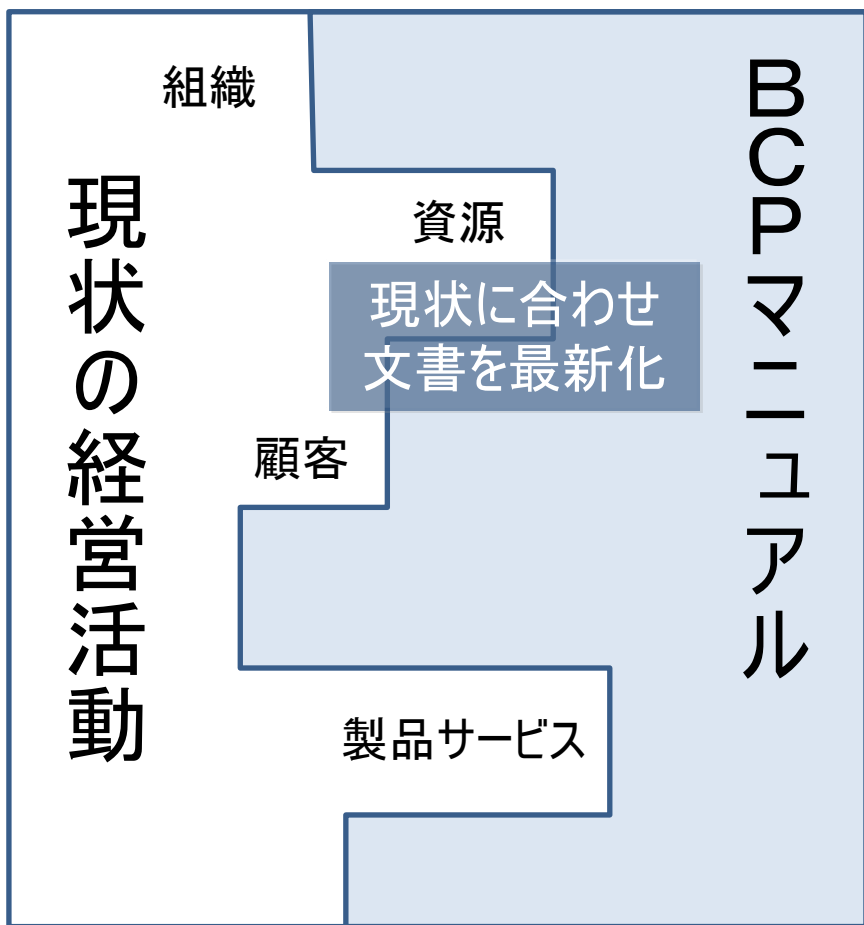 現状の経営活動
組織
資源
現状に合わせ
文書を最新化
顧客
製品サービス
BCPマニュアル